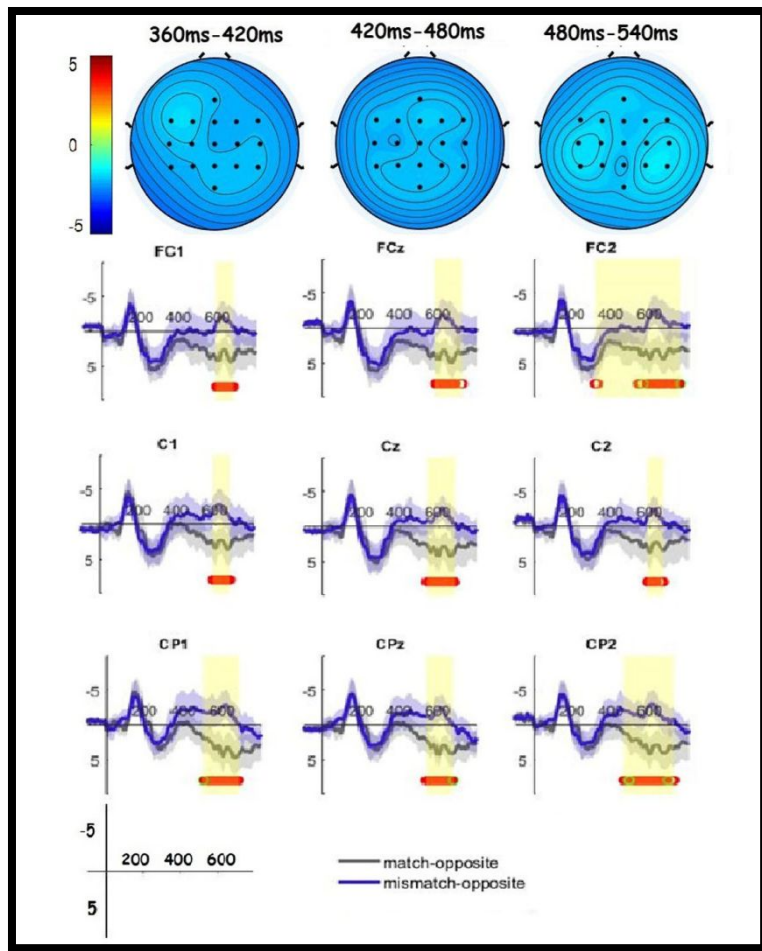 360ms-420ms 420ms-480ms 480ms-540ms
5
0
-5
FC1 FCz FC2
-5 200 400 600 -5 200 400 600 -5 200 400 600
5 5 5
C1 Cz C2
-5 200 400 600 -5 200 400 600 -5 200 400 600
5 5 5
CP1 CPz CP2
-5 200 400 600 -5 200 400 600 -5 200 400 600
5 5 5
-5
200 400 600
5
match-opposite
mismatch-opposite